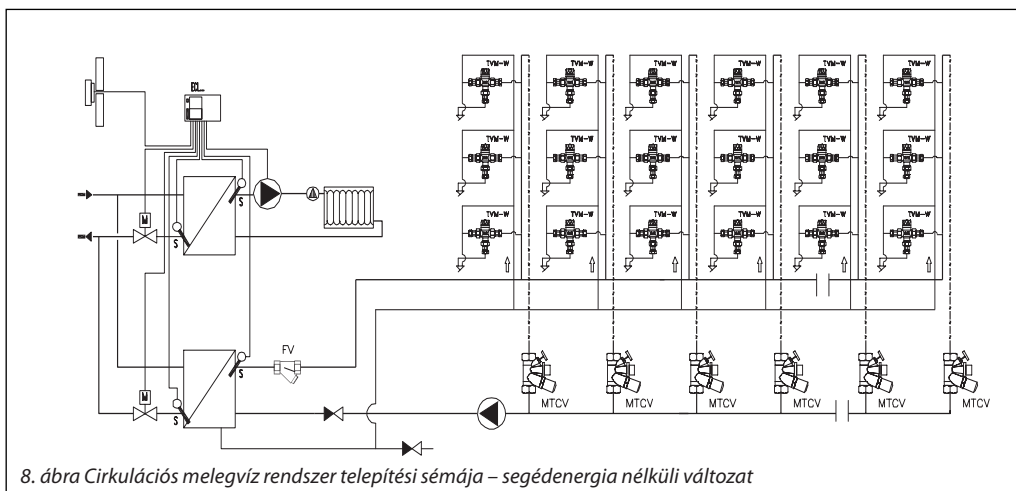 TVM-W TVM-W TVM-W TVM-W TVM-W TVM-W
ECL
TVM-W TVM-W TVM-W TVM-W TVM-W TVM-W
S
M
S
TVM-W TVM-W TVM-W TVM-W TVM-W TVM-W
FV
S
M
S
MTCV MTCV MTCV MTCV MTCV MTCV
8. ábra Cirkulációs melegvíz rendszer telepítési sémája – segédenergia nélküli változat